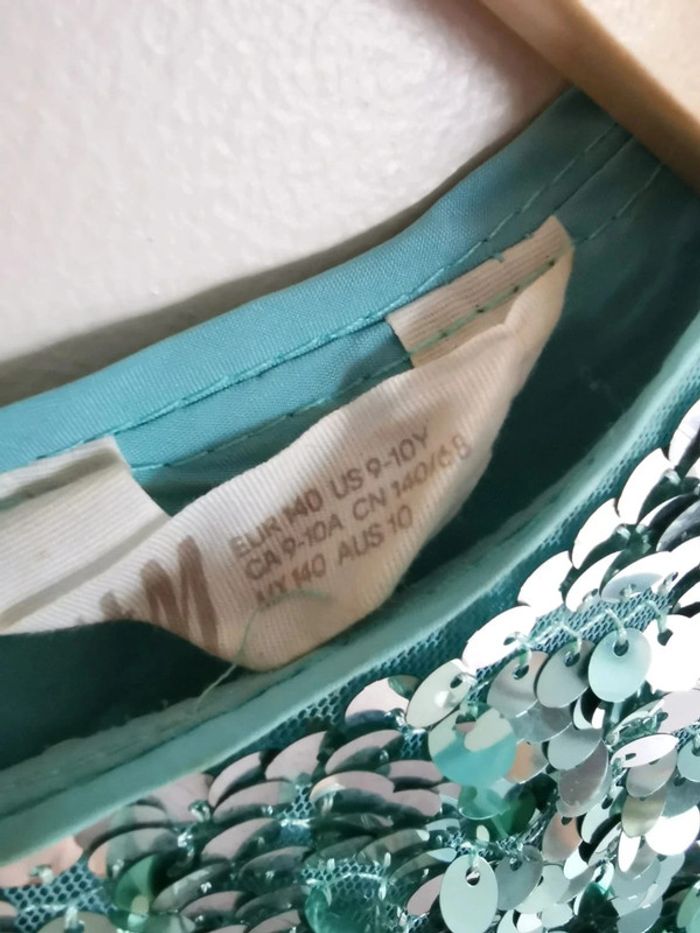 &M
EUR 140 US 9-10Y
CA 9-10A CN 140/68
MX 140 AUS 10